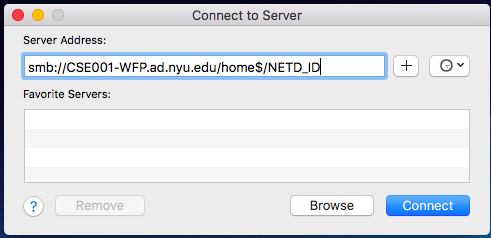 Connect to Server
Server Address:
smb://CSE001-WFP.ad.nyu.edu/home$/NETD_ID
+
Favorite Servers:
? Remove Browse Connect